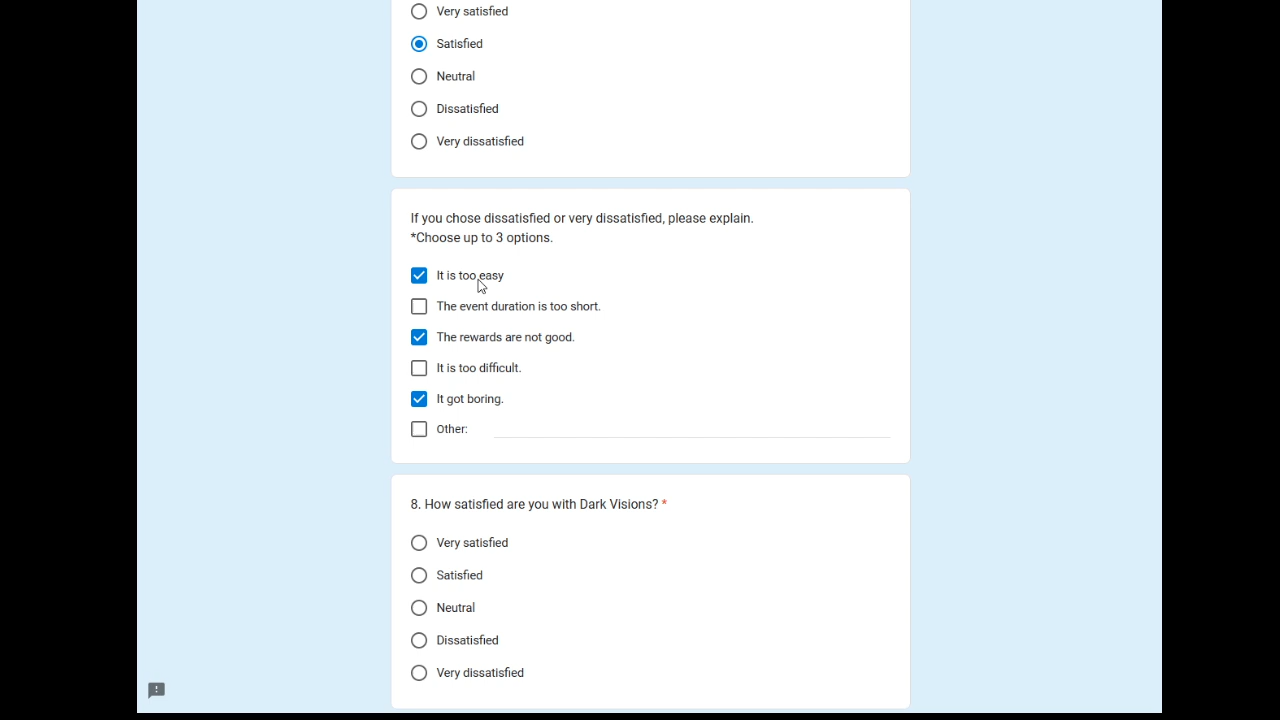 Very satisfied
Satisfied
Neutral
Dissatisfied
Very dissatisfied
If you chose dissatisfied or very dissatisfied, please explain.
*Choose up to 3 options.
It is too easy
The event duration is too short.
The rewards are not good.
It is too difficult.
It got boring.
Other:
8. How satisfied are you with Dark Visions? *
Very satisfied
Satisfied
Neutral
Dissatisfied
Very dissatisfied